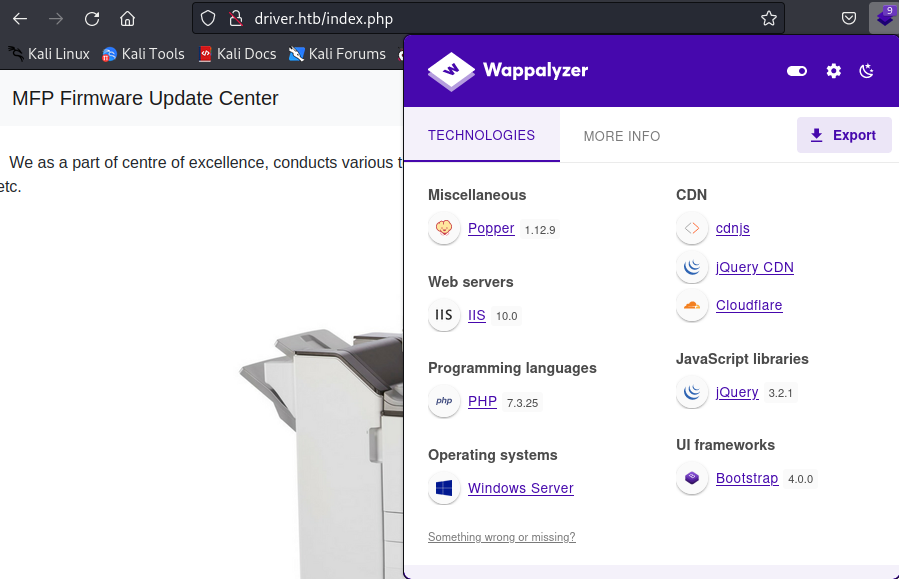 driver.htb/index.php
9
Kali Linux Kali Tools Kali Docs Kali Forums
MFP Firmware Update Center
We as a part of centre of excellence, conducts various
etc.
Wappalyzer
TECHNOLOGIES MORE INFO Export
Miscellaneous
Popper 1.12.9
Web servers
IIS IIS 10.0
Programming languages
php PHP 7.3.25
Operating systems
Windows Server
Something wrong or missing?
CDN
cdnjs
jQuery CDN
Cloudflare
JavaScript libraries
jQuery 3.2.1
UI frameworks
Bootstrap 4.0.0